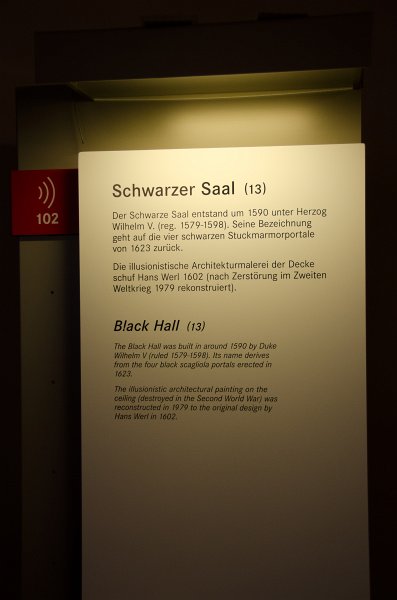 102
Schwarzer Saal (13)
Der Schwarze Saal entstand um 1590 unter Herzog
Wilhelm V. (reg. 1579-1598). Seine Bezeichnung
geht auf die vier schwarzen Stuckmarmorportale
von 1623 zurück.
Die illusionistische Architekturmalerei der Decke
schuf Hans Werl 1602 (nach Zerstörung im Zweiten
Weltkrieg 1979 rekonstruiert).
Black Hall (13)
The Black Hall was built in around 1590 by Duke
Wilhelm V (ruled 1579-1598). Its name derives
from the four black scagliola portals erected in
1623.
The illusionistic architectural painting on the
ceiling (destroyed in the Second World War) was
reconstructed in 1979 to the original design by
Hans Werl in 1602.